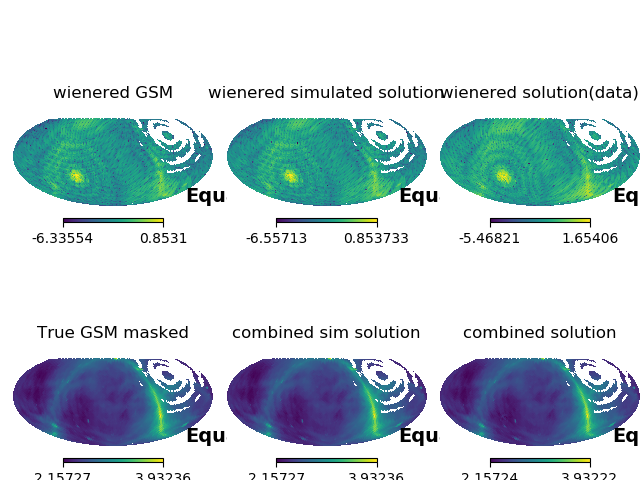 wienered GSM wienered simulated solution wienered solution(data)
Equ Equ Eq
-6.33554 0.8531 -6.55713 0.853733 -5.46821 1.65406
True GSM masked combined sim solution combined solution
Equ Equ Eq
2.15727 3.93236 2.15727 3.93236 2.15724 3.93222